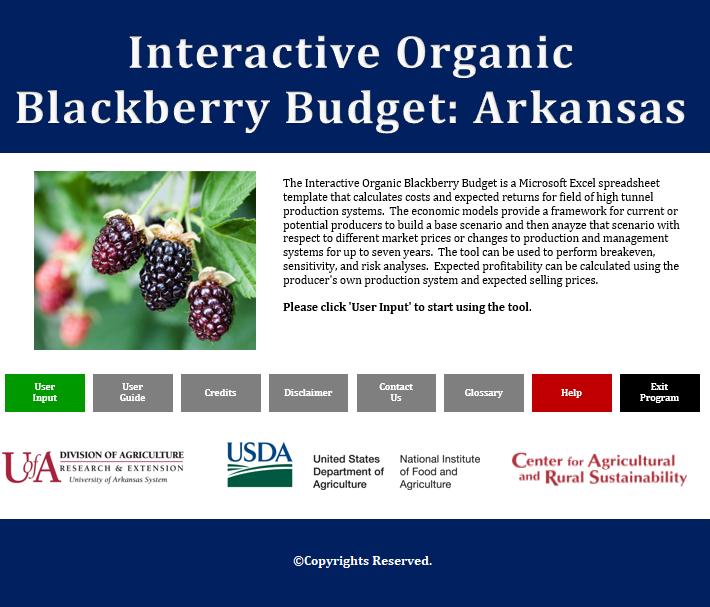 Interactive Organic
Blackberry Budget: Arkansas
The Interactive Organic Blackberry Budget is a Microsoft Excel spreadsheet
template that calculates costs and expected returns for field of high tunnel
production systems. The economic models provide a framework for current or
potential producers to build a base scenario and then anayze that scenario with
respect to different market prices or changes to production and management
systems for up to seven years. The tool can be used to perform breakeven,
sensitivity, and risk analyses. Expected profitability can be calculated using the
producer's own production system and expected selling prices.
Please click 'User Input' to start using the tool.
User
Input
User
Guide
Credits
Disclaimer
Contact
Us
Glossary
Help
Exit
Program
UofA
DIVISION OF AGRICULTURE
RESEARCH & EXTENSION
University of Arkansas System
USDA
United States
Department of
Agriculture
National Institute
of Food and
Agriculture
Center for Agricultural
and Rural Sustainability
©Copyrights Reserved.